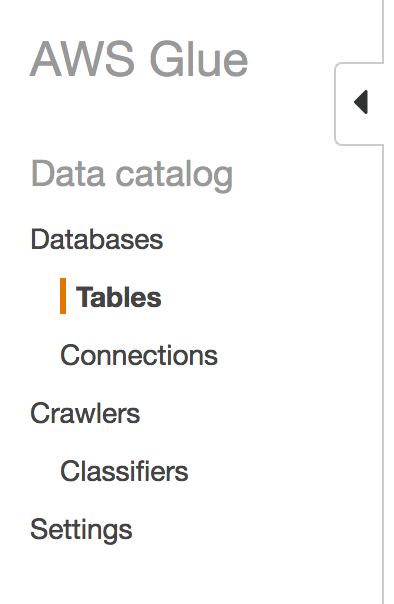 AWS Glue
Data catalog
Databases
Tables
Connections
Crawlers
Classifiers
Settings